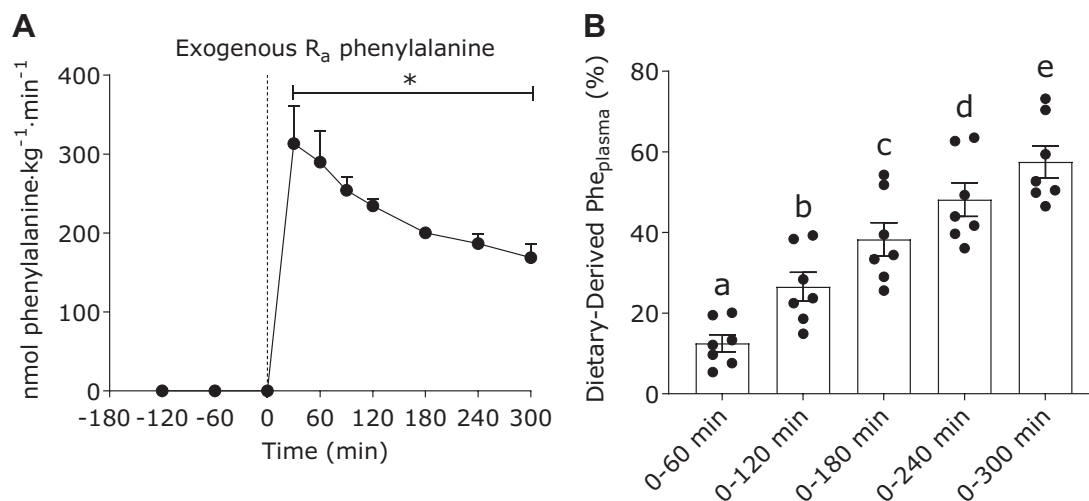 A
Exogenous Rₐ phenylalanine
nmol phenylalanine·kg⁻¹·min⁻¹
400
300
200
100
0
*
-180 -120 -60 0 60 120 180 240 300
Time (min)
B
Dietary-Derived Phe_plasma (%)
80
60
40
20
0
a
b
c
d
e
0-60 min
0-120 min
0-180 min
0-240 min
0-300 min